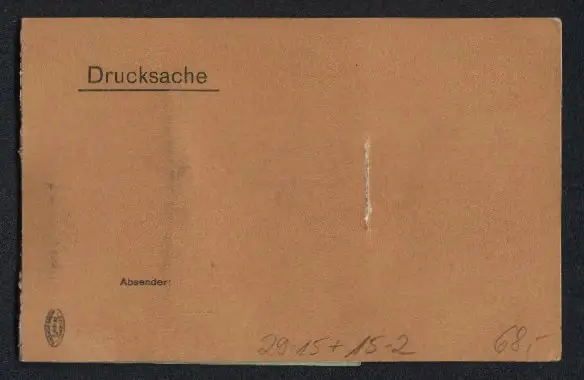 Drucksache
Absender:
29-15 + 15-2 68,-